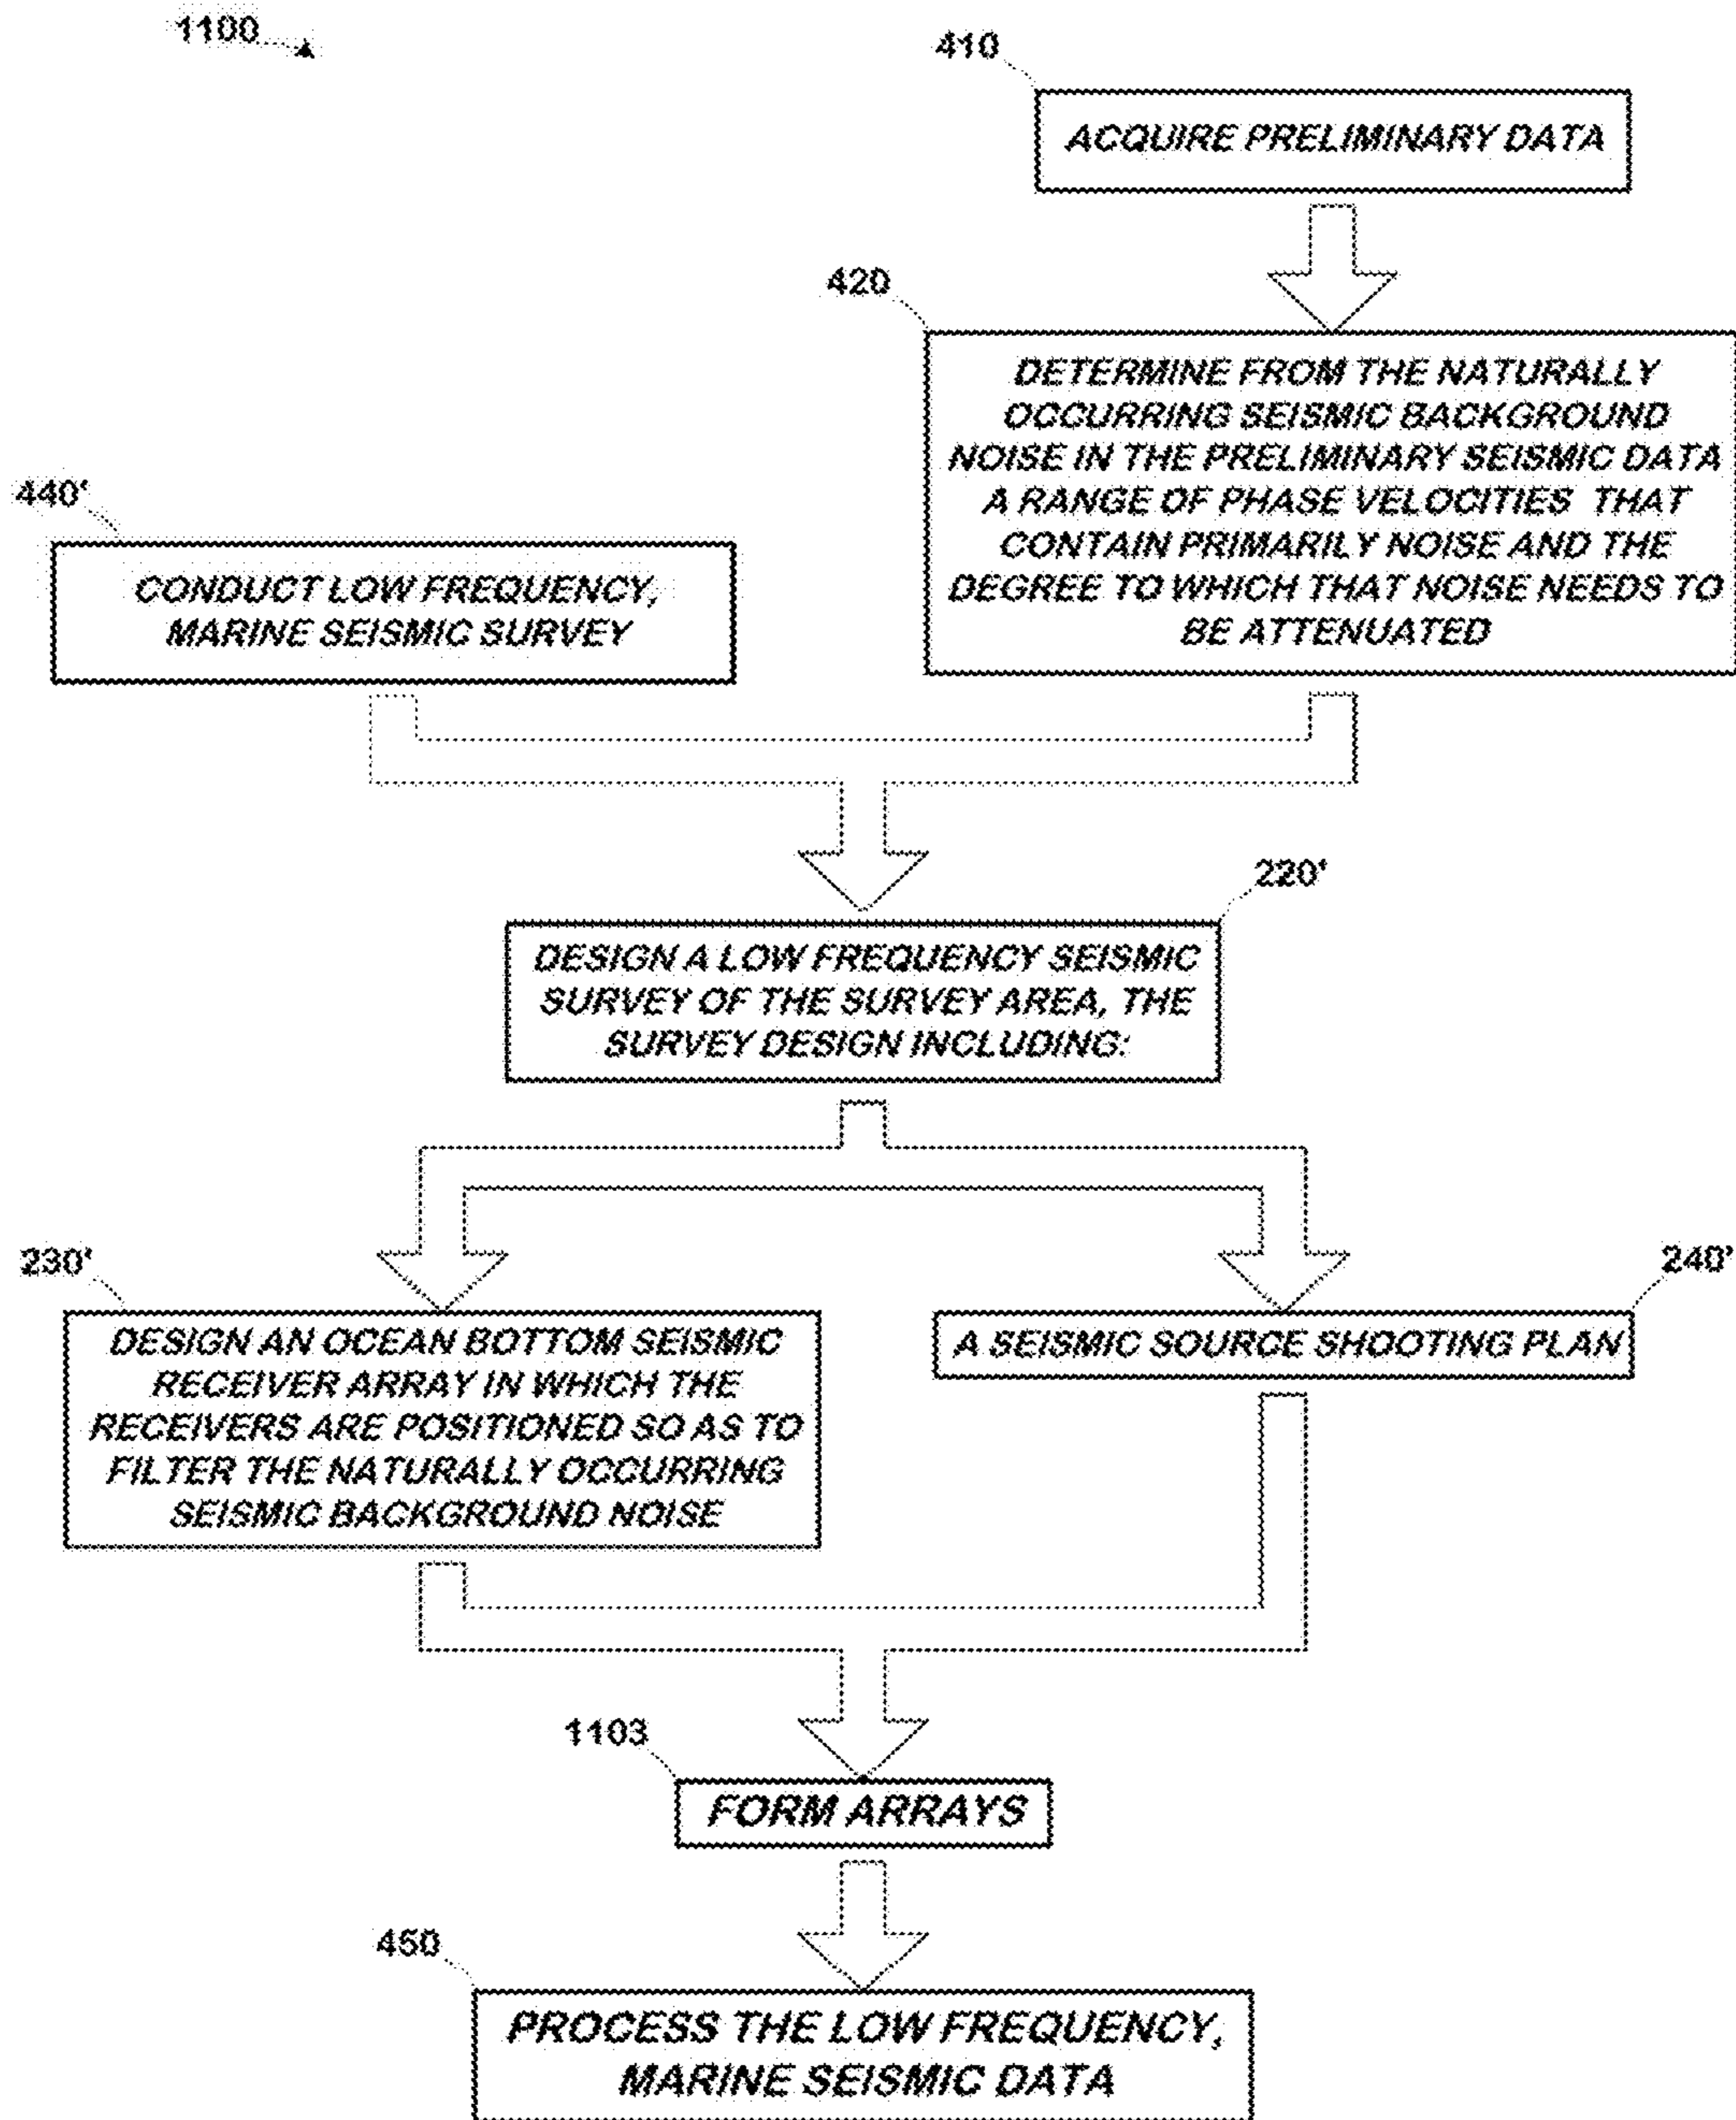 1100
410
ACQUIRE PRELIMINARY DATA
420
DETERMINE FROM THE NATURALLY
OCCURRING SEISMIC BACKGROUND
NOISE IN THE PRELIMINARY SEISMIC DATA
A RANGE OF PHASE VELOCITIES THAT
CONTAIN PRIMARILY NOISE AND THE
DEGREE TO WHICH THAT NOISE NEEDS TO
BE ATTENUATED
440'
CONDUCT LOW FREQUENCY,
MARINE SEISMIC SURVEY
220'
DESIGN A LOW FREQUENCY SEISMIC
SURVEY OF THE SURVEY AREA, THE
SURVEY DESIGN INCLUDING:
230'
DESIGN AN OCEAN BOTTOM SEISMIC
RECEIVER ARRAY IN WHICH THE
RECEIVERS ARE POSITIONED SO AS TO
FILTER THE NATURALLY OCCURRING
SEISMIC BACKGROUND NOISE
240'
A SEISMIC SOURCE SHOOTING PLAN
1103
FORM ARRAYS
450
PROCESS THE LOW FREQUENCY,
MARINE SEISMIC DATA